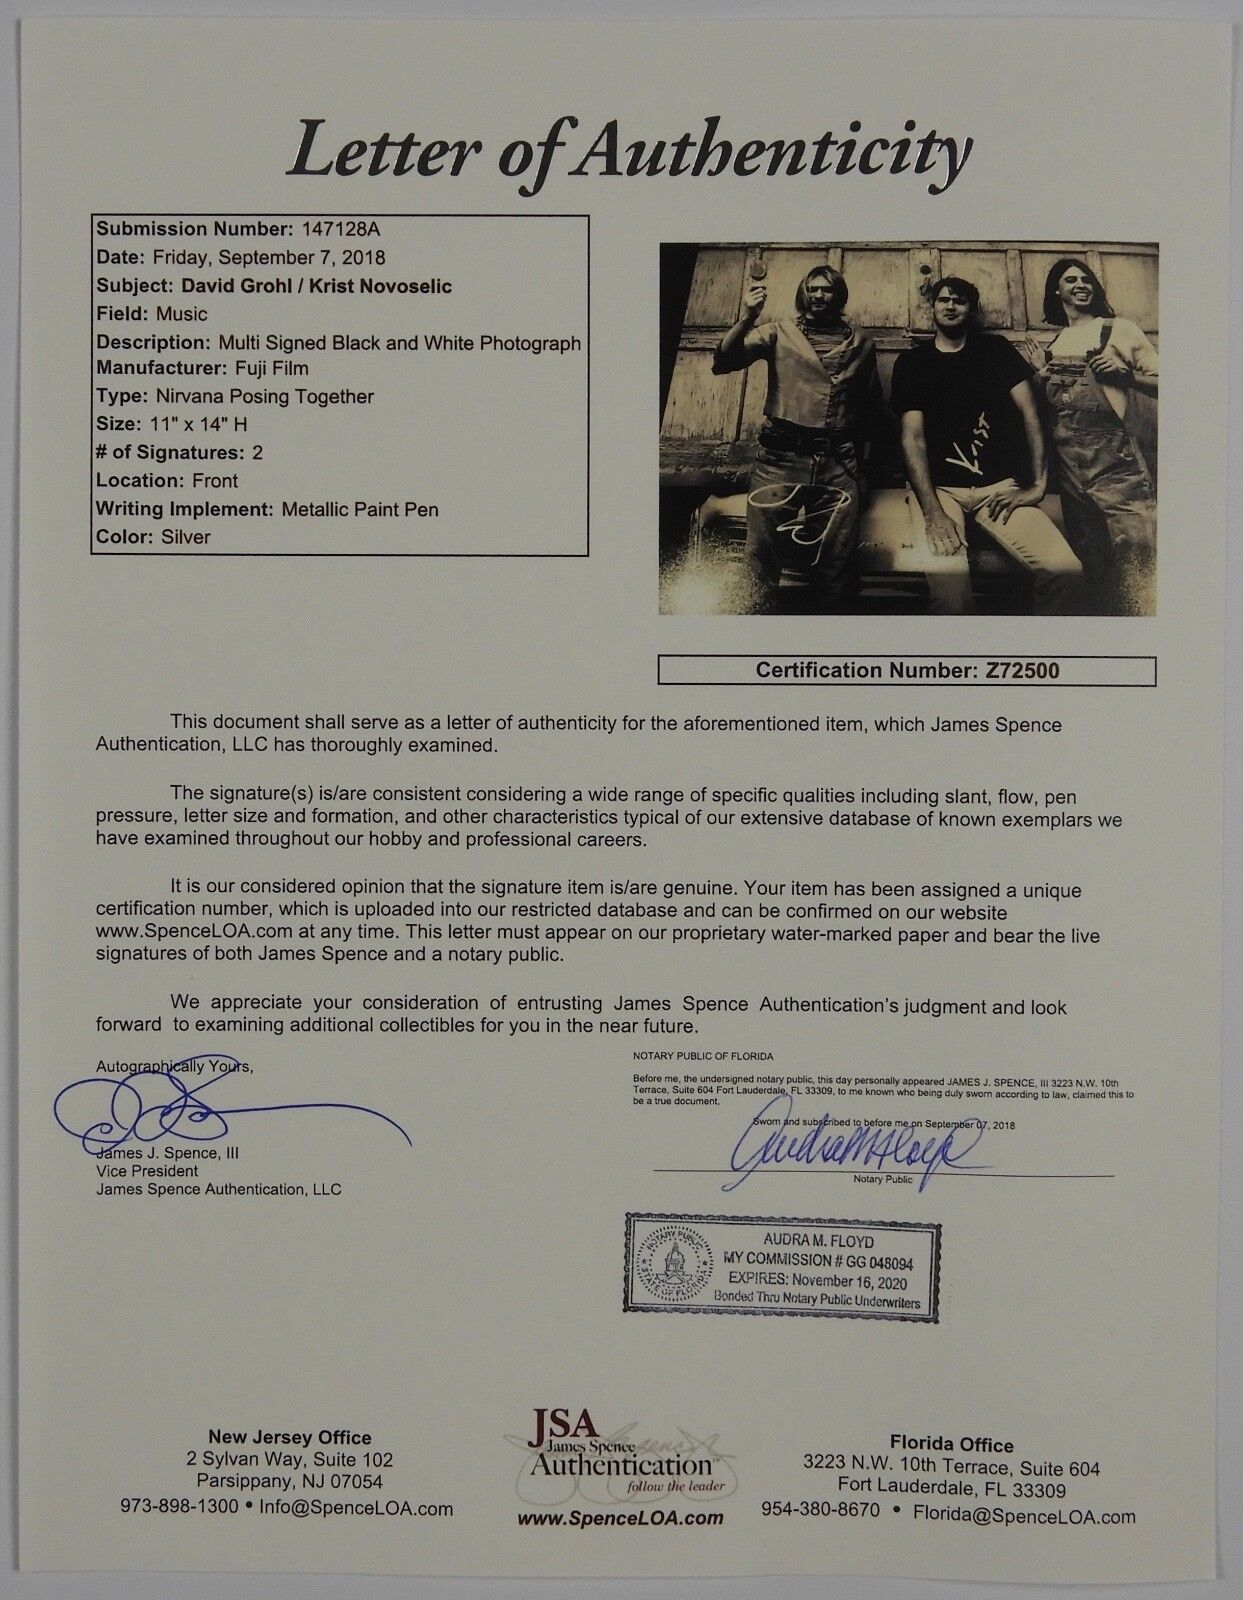 Letter of Authenticity
Submission Number: 147128A
Date: Friday, September 7, 2018
Subject: David Grohl / Krist Novoselic
Field: Music
Description: Multi Signed Black and White Photograph
Manufacturer: Fuji Film
Type: Nirvana Posing Together
Size: 11" x 14" H
# of Signatures: 2
Location: Front
Writing Implement: Metallic Paint Pen
Color: Silver
Krist
Certification Number: Z72500
This document shall serve as a letter of authenticity for the aforementioned item, which James Spence
Authentication, LLC has thoroughly examined.
The signature(s) is/are consistent considering a wide range of specific qualities including slant, flow, pen
pressure, letter size and formation, and other characteristics typical of our extensive database of known exemplars we
have examined throughout our hobby and professional careers.
It is our considered opinion that the signature item is/are genuine. Your item has been assigned a unique
certification number, which is uploaded into our restricted database and can be confirmed on our website
www.SpenceLOA.com at any time. This letter must appear on our proprietary water-marked paper and bear the live
signatures of both James Spence and a notary public.
We appreciate your consideration of entrusting James Spence Authentication's judgment and look
forward to examining additional collectibles for you in the near future.
Autographically Yours,
James J. Spence, III
Vice President
James Spence Authentication, LLC
NOTARY PUBLIC OF FLORIDA
Before me, the undersigned notary public, this day personally appeared JAMES J. SPENCE, III 3223 N.W. 10th
Terrace, Suite 604 Fort Lauderdale, FL 33309, to me known who being duly sworn according to law, claimed this to
be a true document.
Sworn and subscribed to before me on September 07, 2018
Audra M Floyd
Notary Public
NOTARY PUBLIC
STATE OF FLORIDA
AUDRA M. FLOYD
MY COMMISSION # GG 048094
EXPIRES: November 16, 2020
Bonded Thru Notary Public Underwriters
New Jersey Office
2 Sylvan Way, Suite 102
Parsippany, NJ 07054
973-898-1300 • Info@SpenceLOA.com
JSA
James Spence
Authentication™
follow the leader
www.SpenceLOA.com
Florida Office
3223 N.W. 10th Terrace, Suite 604
Fort Lauderdale, FL 33309
954-380-8670 • Florida@SpenceLOA.com